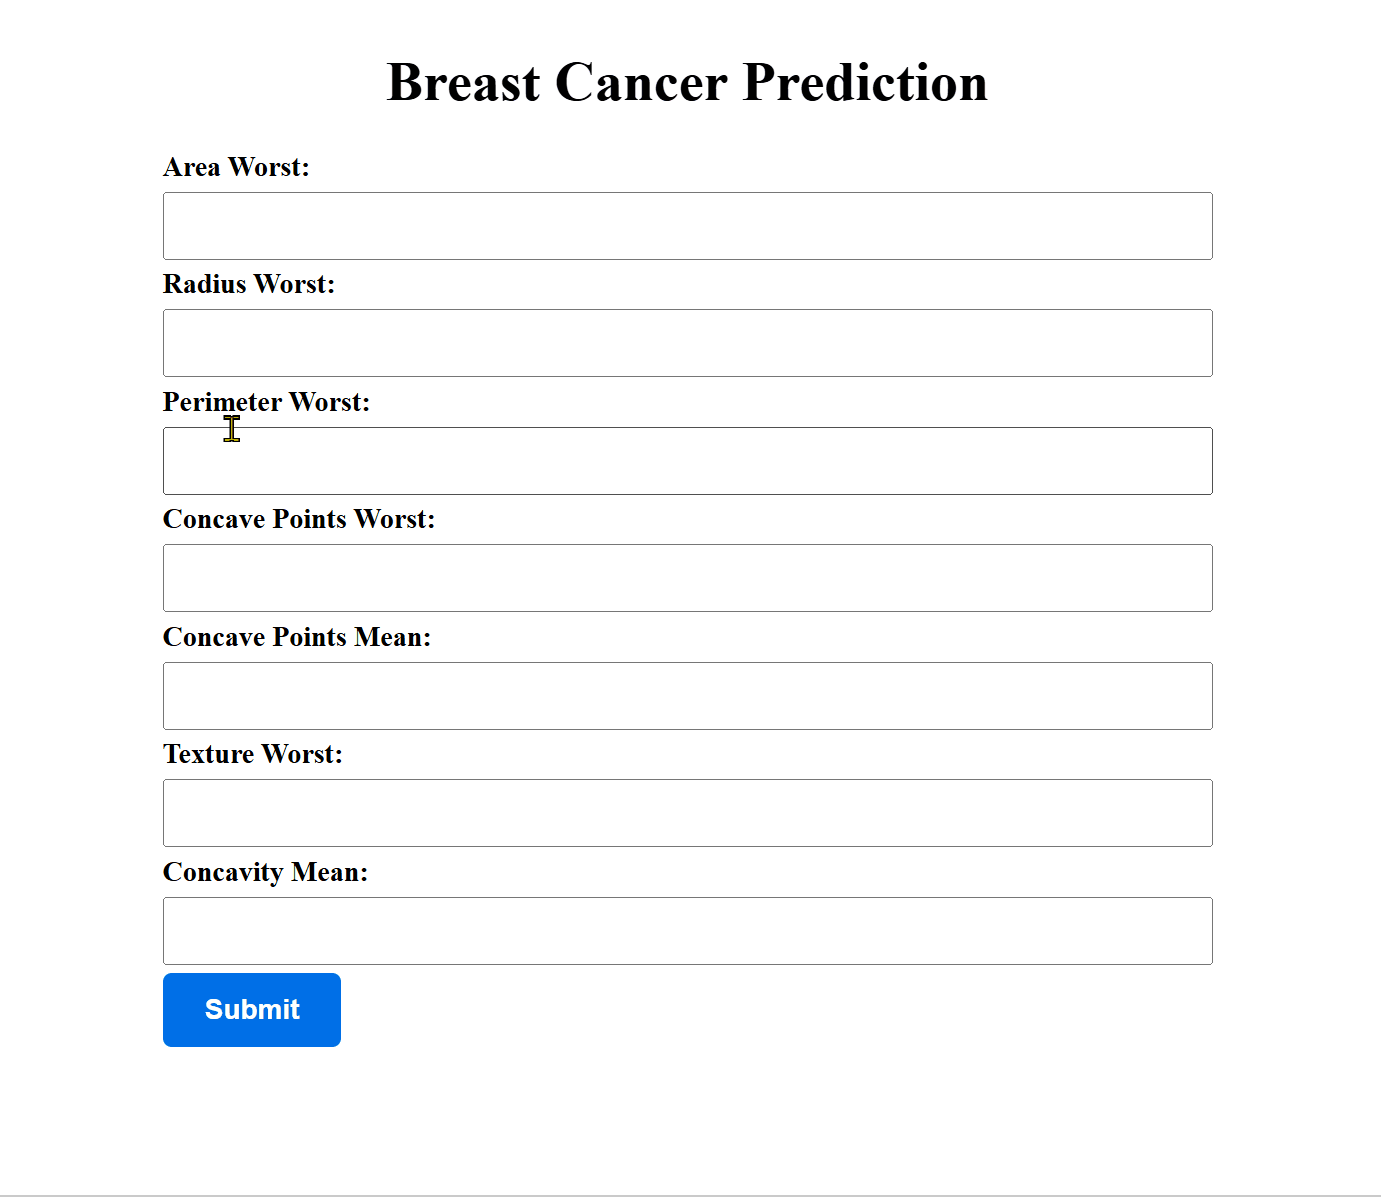 Breast Cancer Prediction
Area Worst:
Radius Worst:
Perimeter Worst:
Concave Points Worst:
Concave Points Mean:
Texture Worst:
Concavity Mean:
Submit